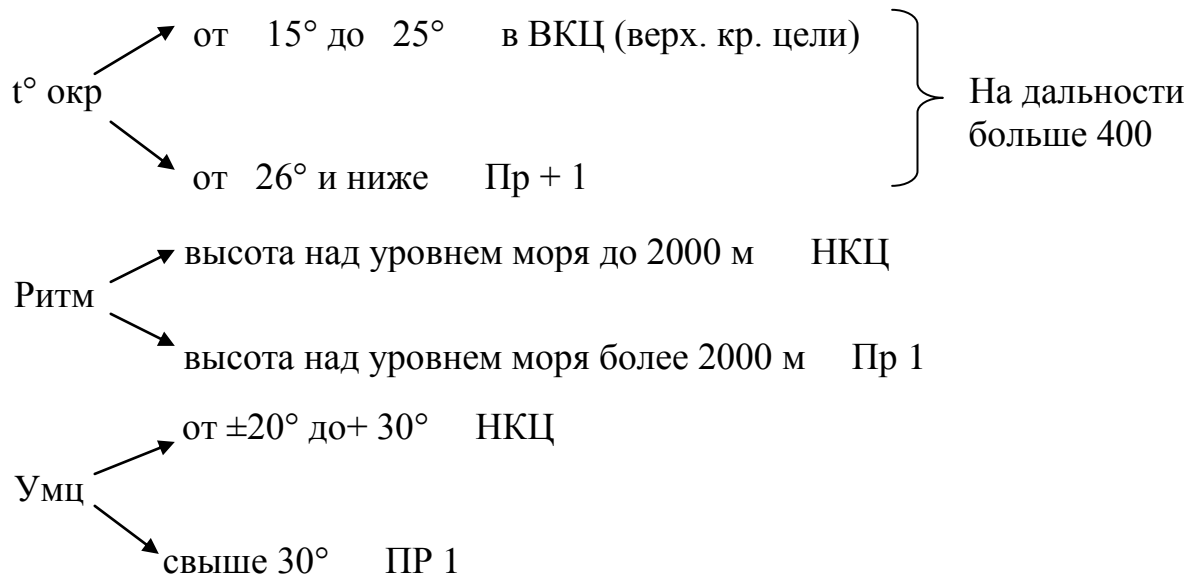 от 15° до 25° в ВКЦ (верх. кр. цели)
t° окр
На дальности
больше 400
от 26° и ниже Пр + 1
высота над уровнем моря до 2000 м НКЦ
Ритм
высота над уровнем моря более 2000 м Пр 1
от ±20° до+ 30° НКЦ
Умц
свыше 30° ПР 1